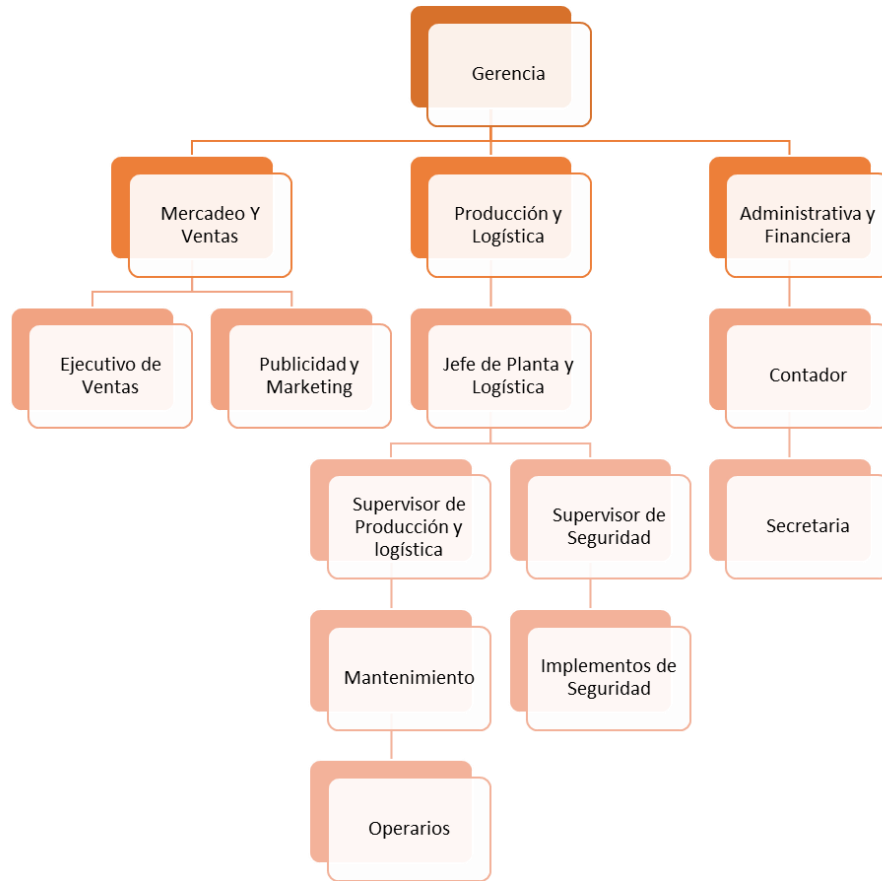 Gerencia
Mercadeo Y
Ventas
Producción y
Logística
Administrativa y
Financiera
Ejecutivo de
Ventas
Publicidad y
Marketing
Jefe de Planta y
Logística
Contador
Supervisor de
Producción y
logística
Supervisor de
Seguridad
Secretaria
Mantenimiento
Implementos de
Seguridad
Operarios